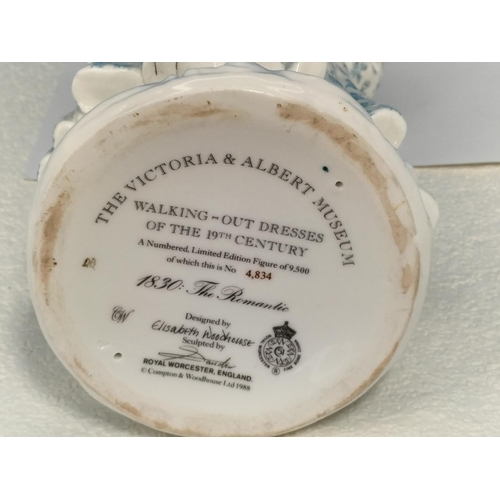 THE VICTORIA & ALBERT MUSEUM
WALKING-OUT DRESSES
OF THE 19TH CENTURY
A Numbered, Limited Edition Figure of 9,500
of which this is No 4,834
1830: The Romantic
Designed by
Elisabeth Woodhouse
Sculpted by
ROYAL WORCESTER, ENGLAND.
© Compton & Woodhouse Ltd 1988